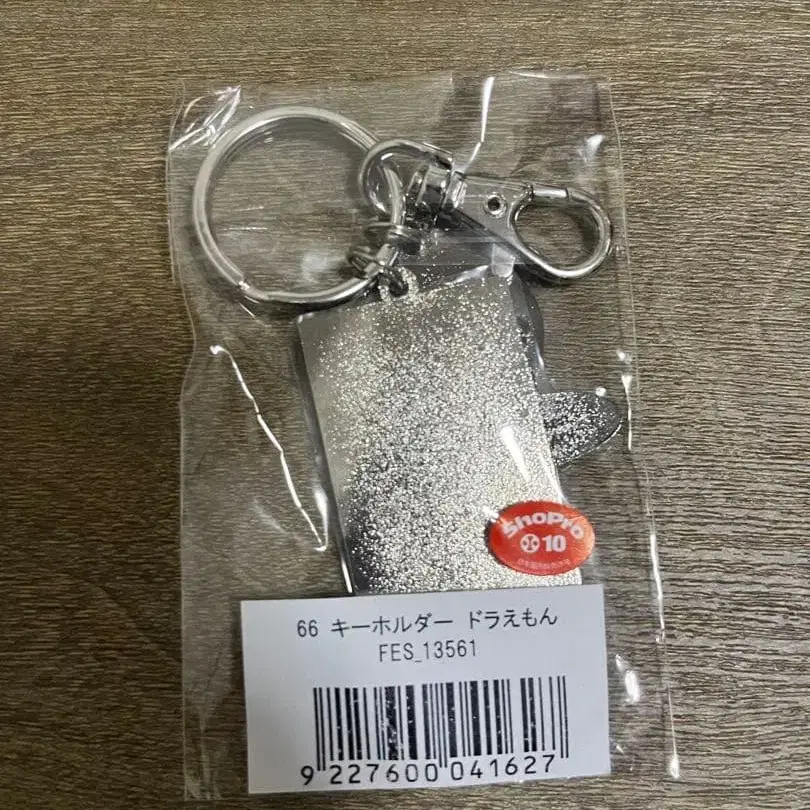 ShoPro
10
66 キーホルダー ドラえもん
FES_13561
9 227600 041627